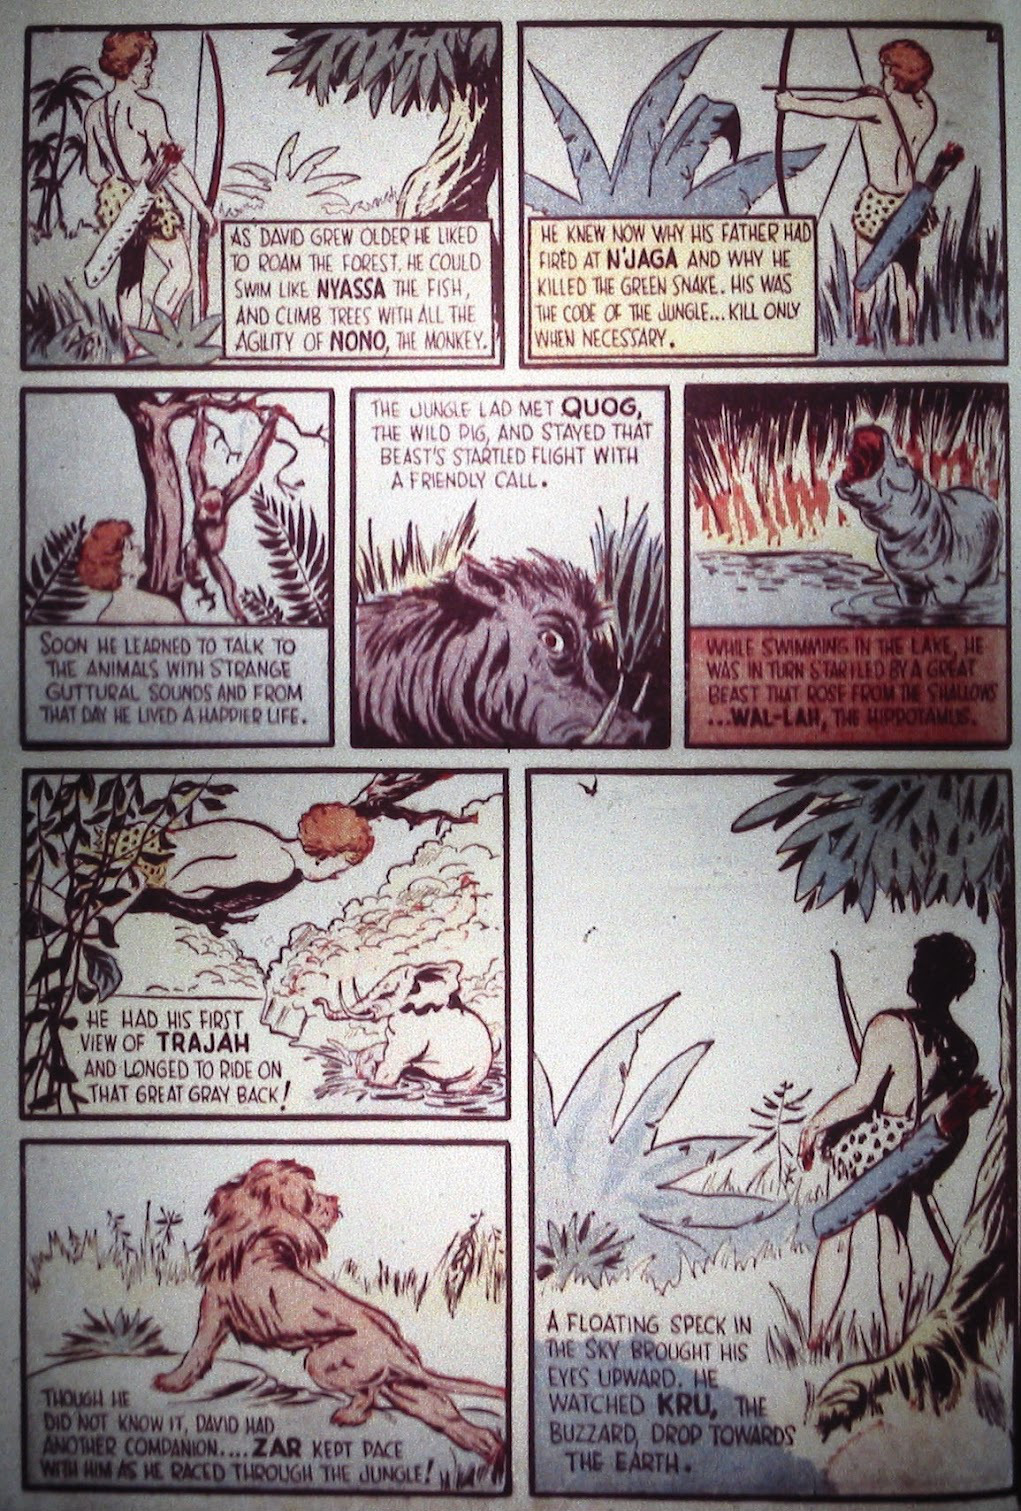 AS DAVID GREW OLDER HE LIKED
TO ROAM THE FOREST. HE COULD
SWIM LIKE NYASSA THE FISH,
AND CLIMB TREES WITH ALL THE
AGILITY OF NONO, THE MONKEY.
HE KNEW NOW WHY HIS FATHER HAD
FIRED AT N'JAGA AND WHY HE
KILLED THE GREEN SNAKE. HIS WAS
THE CODE OF THE JUNGLE... KILL ONLY
WHEN NECESSARY.
SOON HE LEARNED TO TALK TO
THE ANIMALS WITH STRANGE
GUTTURAL SOUNDS AND FROM
THAT DAY HE LIVED A HAPPIER LIFE.
THE JUNGLE LAD MET QUOG,
THE WILD PIG, AND STAYED THAT
BEAST'S STARTLED FLIGHT WITH
A FRIENDLY CALL.
WHILE SWIMMING IN THE LAKE, HE
WAS IN TURN STARTLED BY A GREAT
BEAST THAT ROSE FROM THE SHALLOWS
...WAL-LAH, THE HIPPOTAMUS.
HE HAD HIS FIRST
VIEW OF TRAJAH
AND LONGED TO RIDE ON
THAT GREAT GRAY BACK!
THOUGH HE
DID NOT KNOW IT, DAVID HAD
ANOTHER COMPANION.... ZAR KEPT PACE
WITH HIM AS HE RACED THROUGH THE JUNGLE!
A FLOATING SPECK IN
THE SKY BROUGHT HIS
EYES UPWARD. HE
WATCHED KRU, THE
BUZZARD, DROP TOWARDS
THE EARTH.